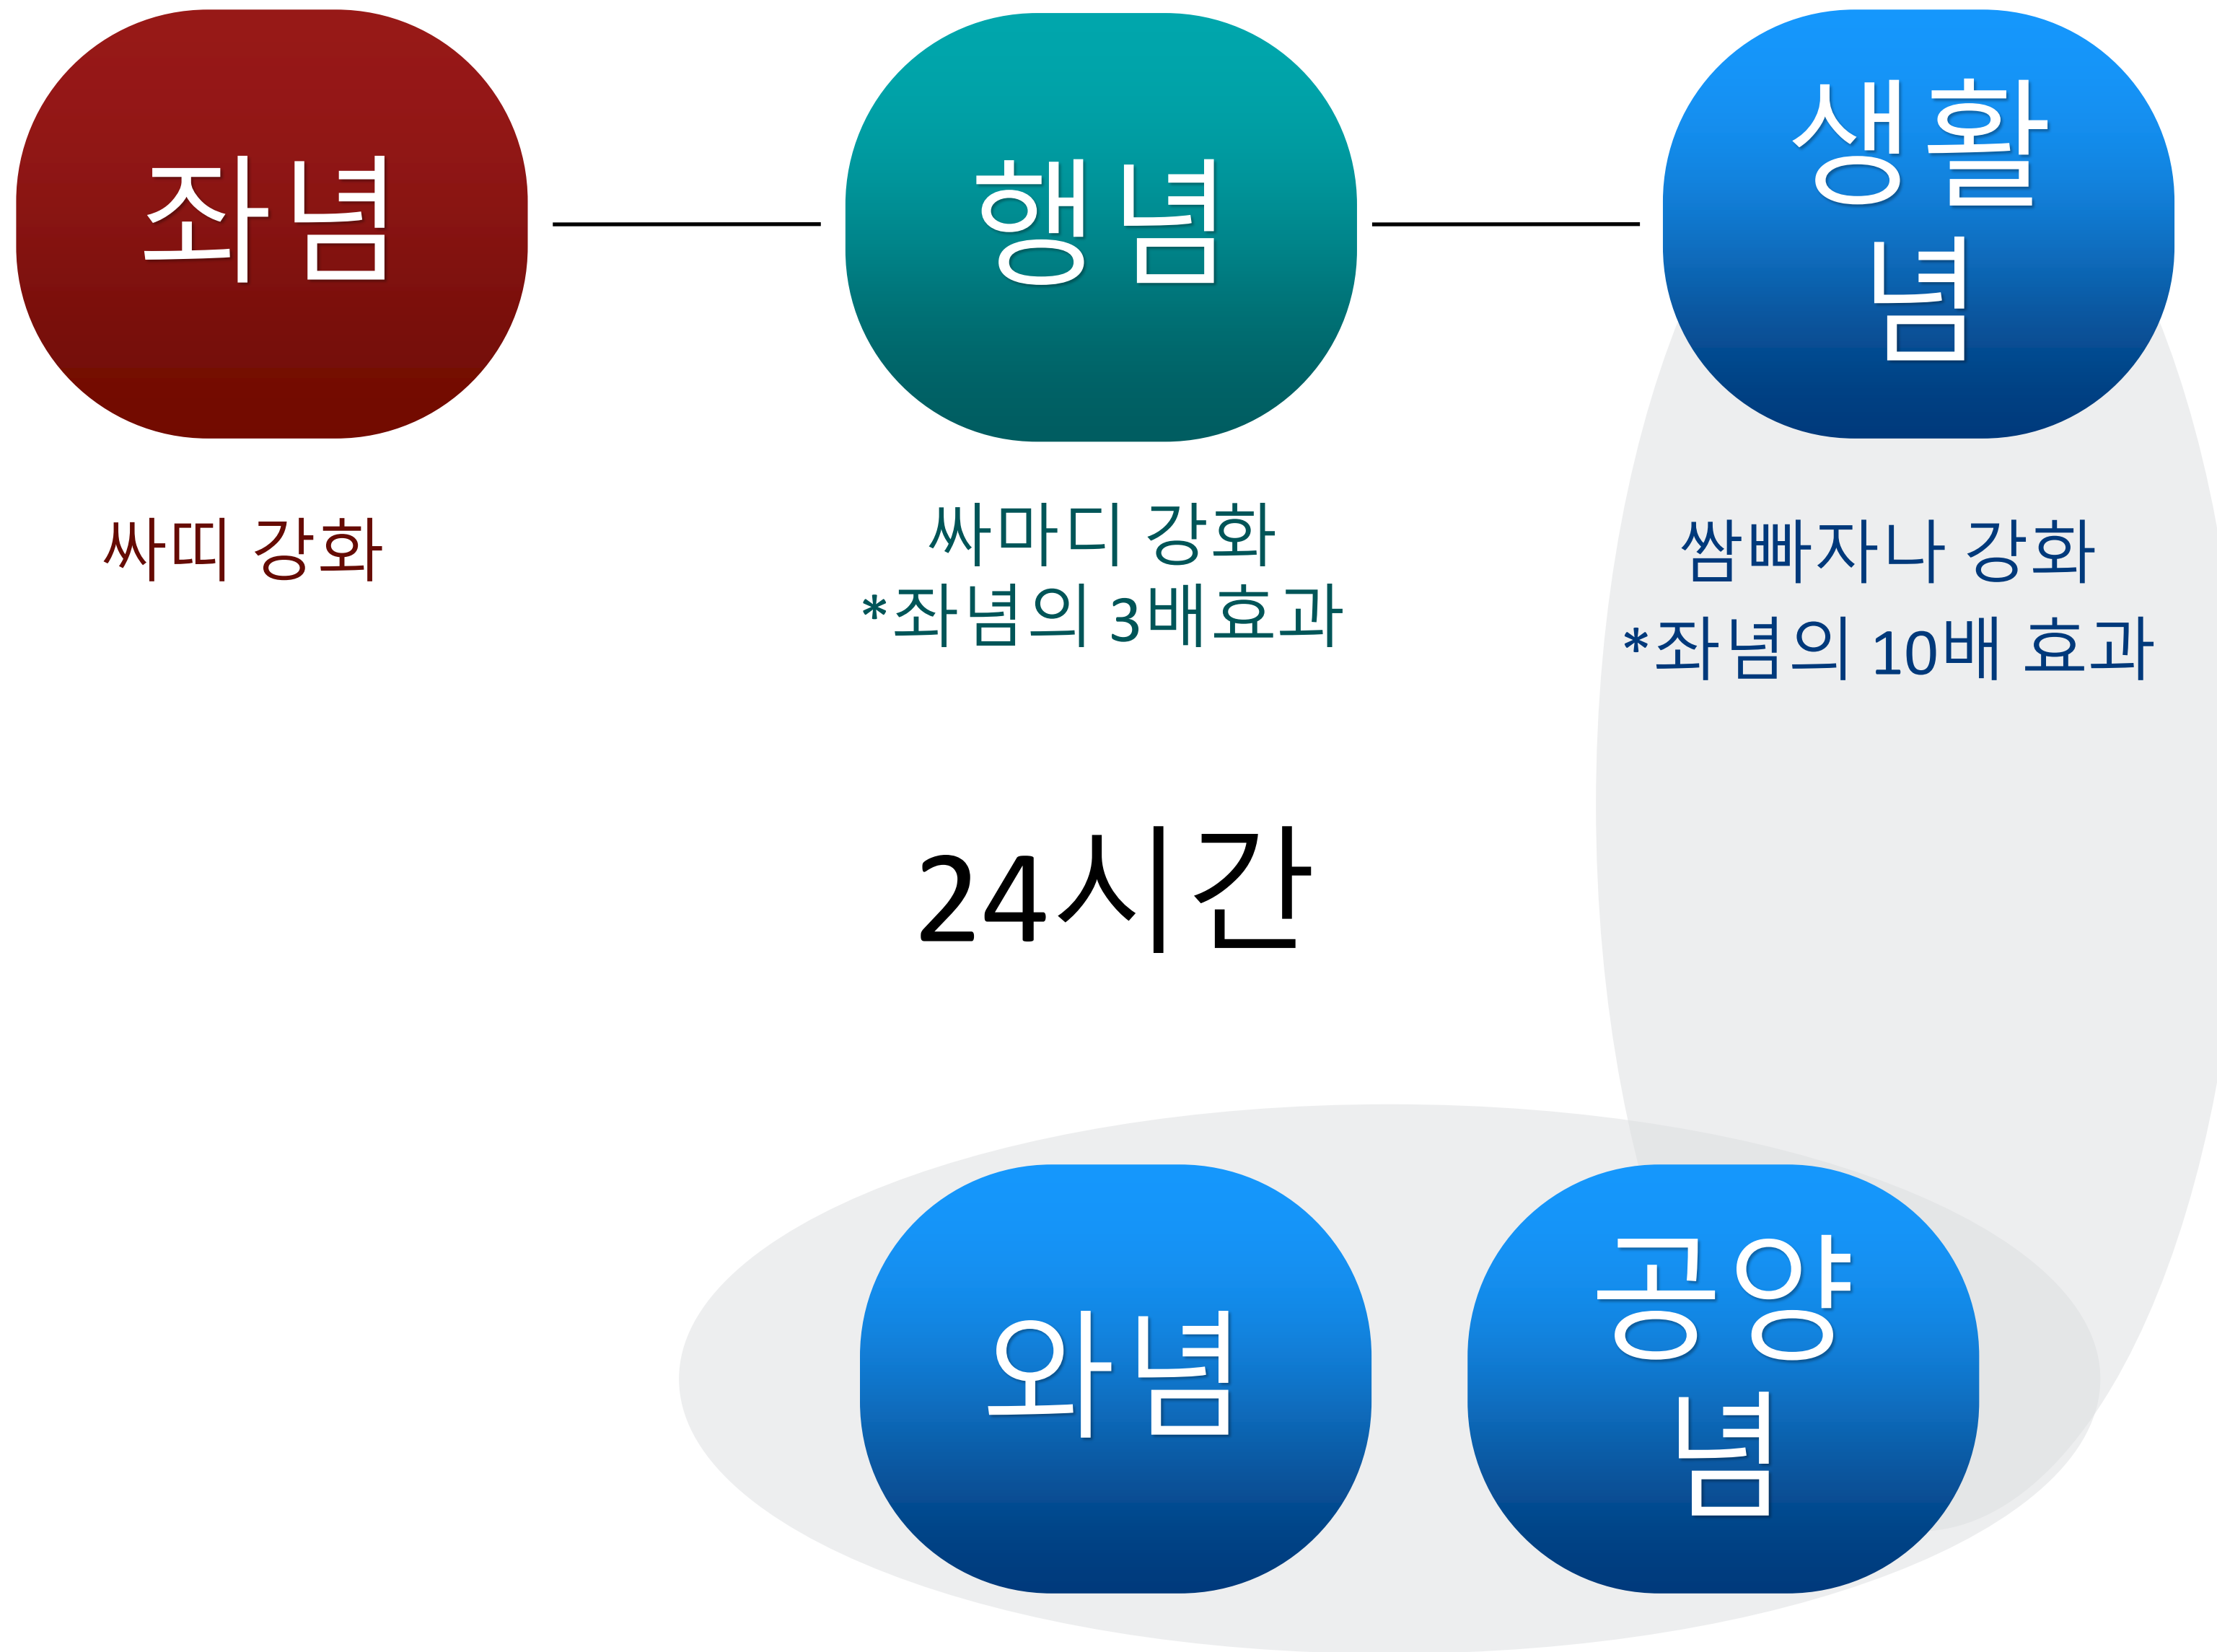 좌념
행념
생활
념
싸띠 강화
싸마디 강화
*좌념의 3배효과
쌈빠자나 강화
*좌념의 10배 효과
24시간
와념
공양
념